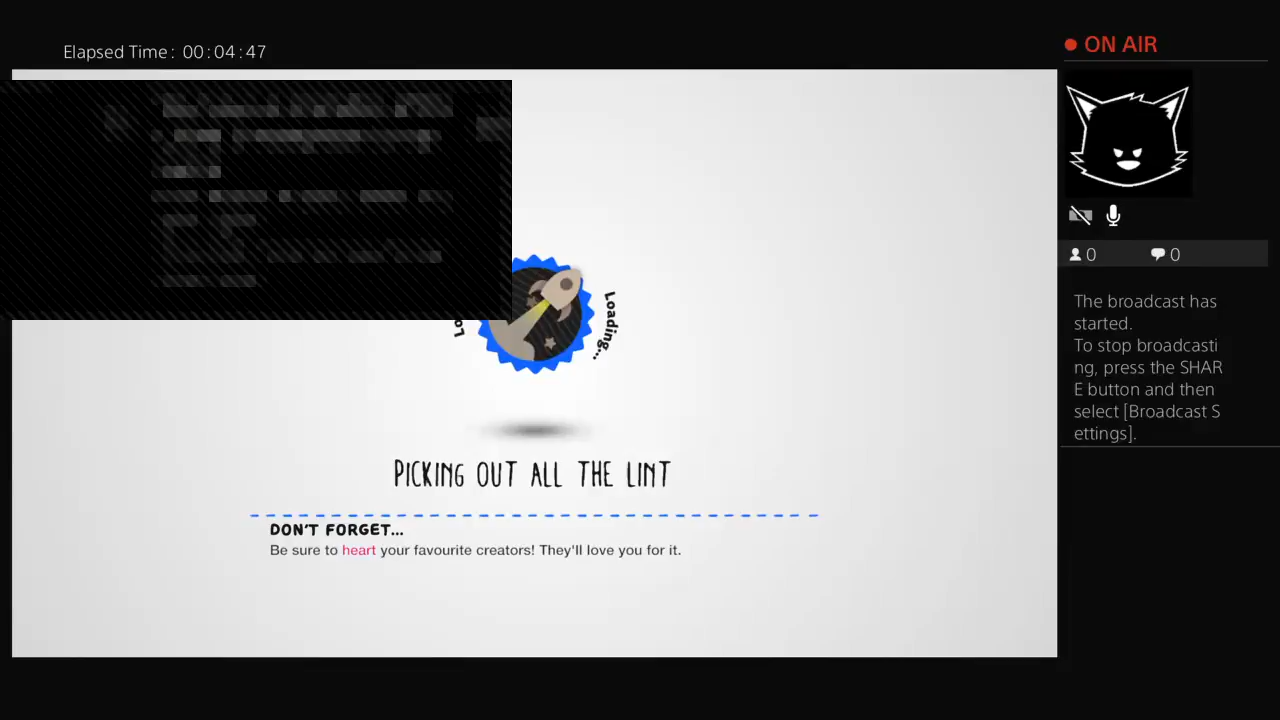 Elapsed Time: 00:04:47
ON AIR
0 0
The broadcast has
started.
To stop broadcasti
ng, press the SHAR
E button and then
select [Broadcast S
ettings].
Loading...
PICKING OUT ALL THE LINT
DON'T FORGET...
Be sure to heart your favourite creators! They'll love you for it.